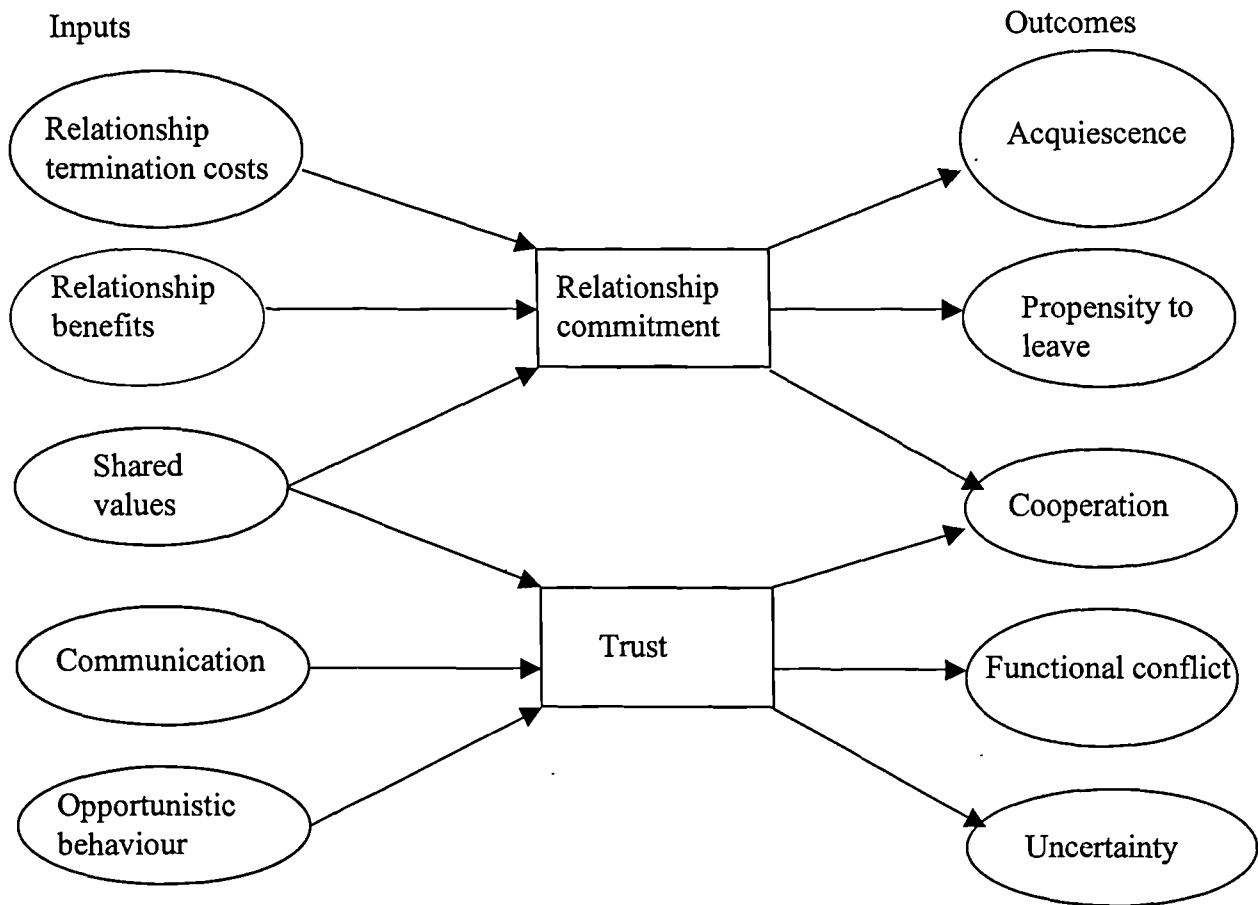 Inputs
Outcomes
Relationship
termination costs
Acquiescence
Relationship
benefits
Relationship
commitment
Propensity to
leave
Shared
values
Cooperation
Communication
Trust
Functional conflict
Opportunistic
behaviour
Uncertainty